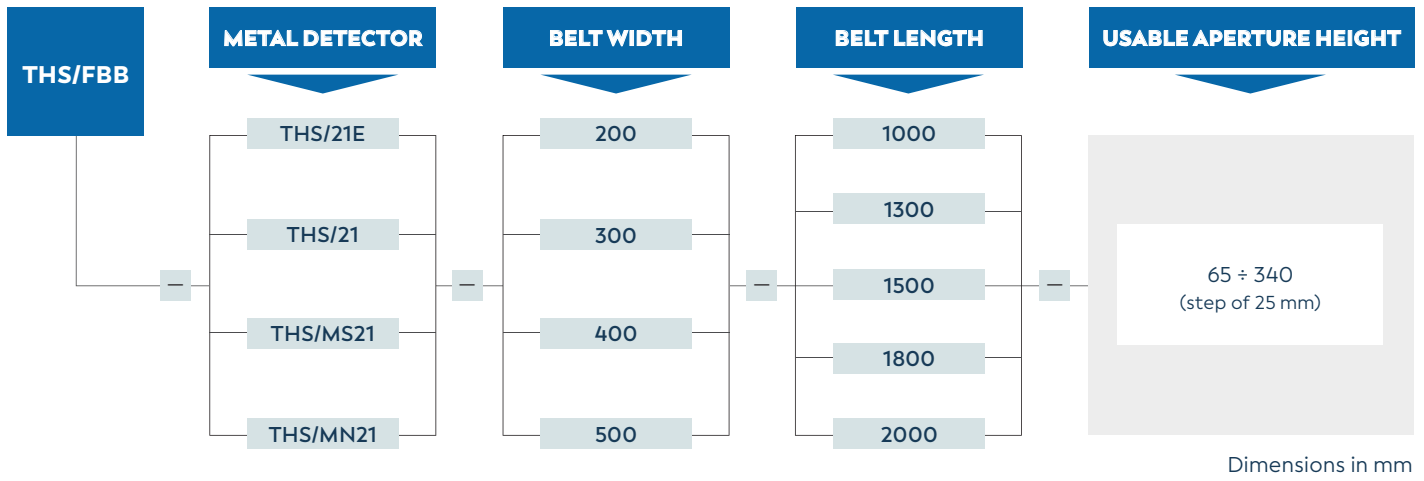 THS/FBB
METAL DETECTOR
BELT WIDTH
BELT LENGTH
USABLE APERTURE HEIGHT
THS/21E
THS/21
THS/MS21
THS/MN21
200
300
400
500
1000
1300
1500
1800
2000
65 ÷ 340
(step of 25 mm)
–
–
–
–
Dimensions in mm